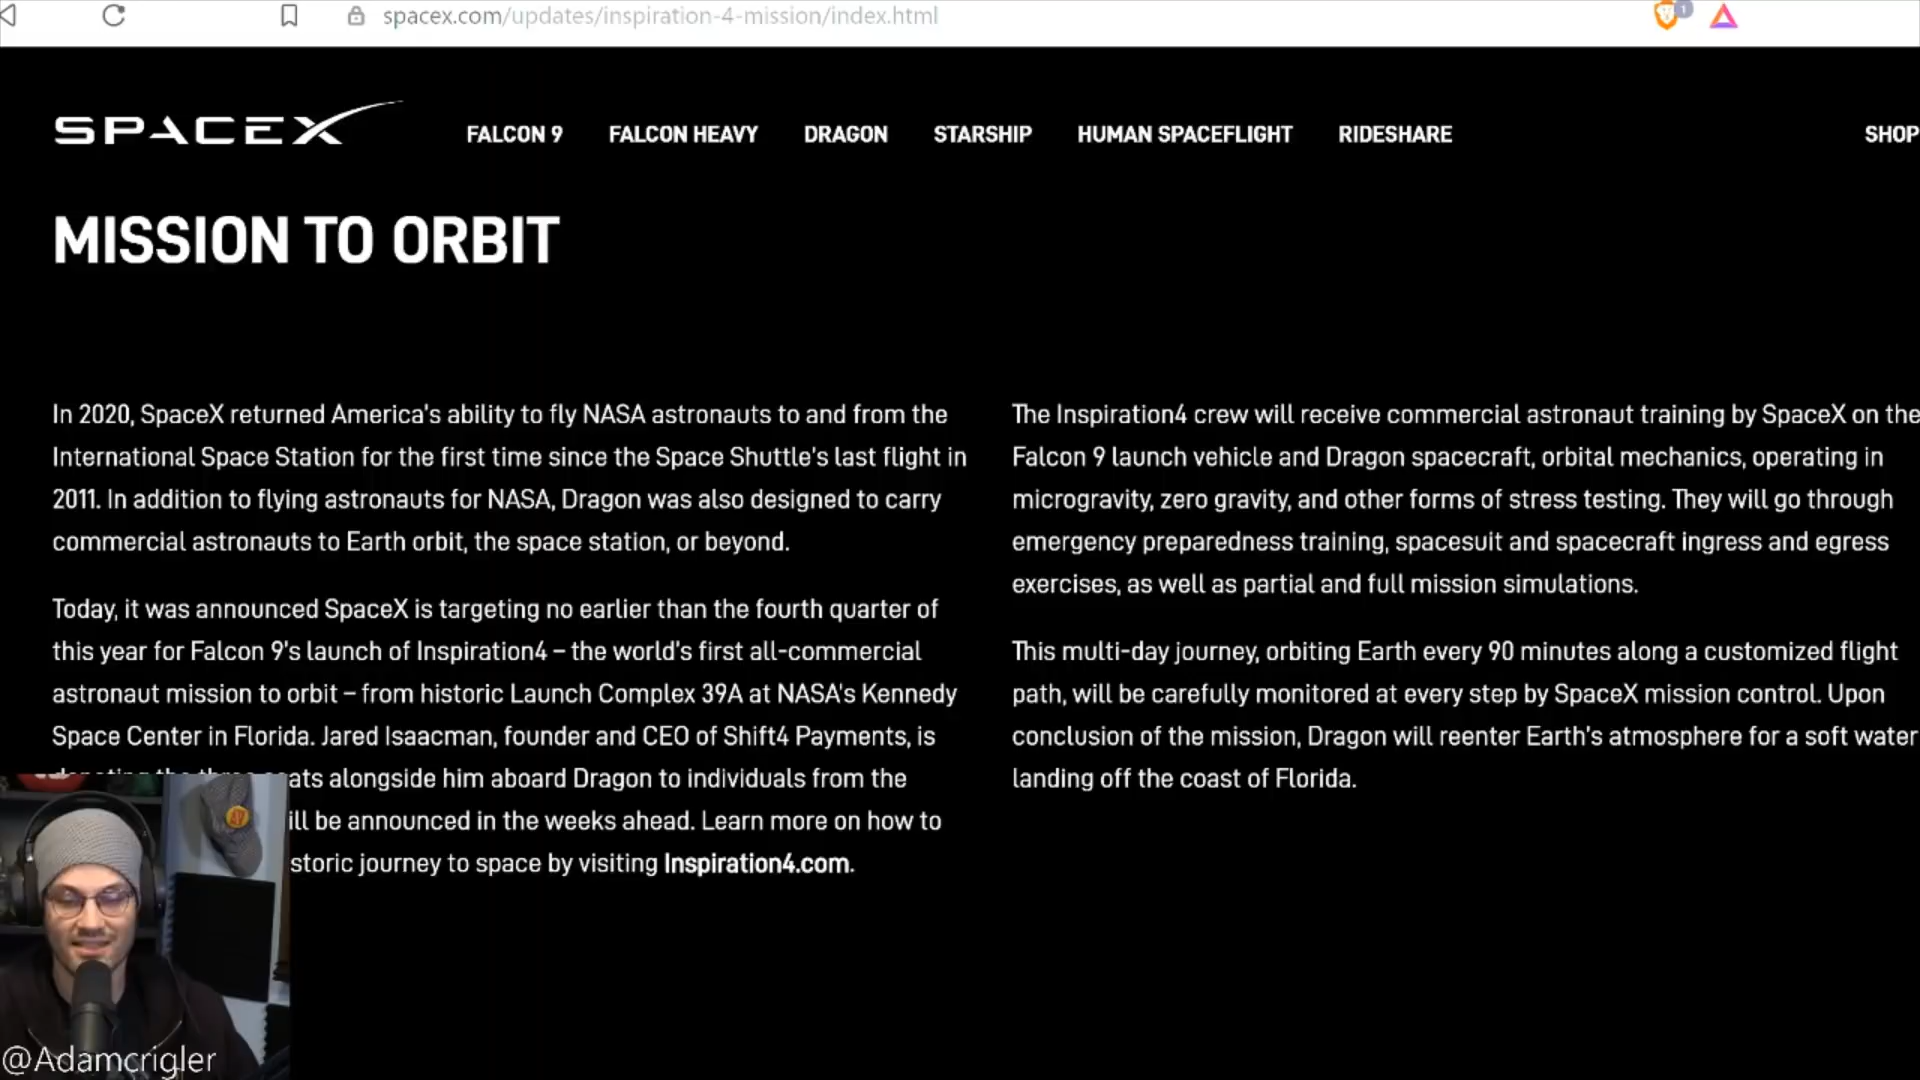 spacex.com/updates/inspiration-4-mission/index.html
1
SPACEX
FALCON 9
FALCON HEAVY
DRAGON
STARSHIP
HUMAN SPACEFLIGHT
RIDESHARE
SHOP
MISSION TO ORBIT
In 2020, SpaceX returned America's ability to fly NASA astronauts to and from the
International Space Station for the first time since the Space Shuttle's last flight in
2011. In addition to flying astronauts for NASA, Dragon was also designed to carry
commercial astronauts to Earth orbit, the space station, or beyond.
Today, it was announced SpaceX is targeting no earlier than the fourth quarter of
this year for Falcon 9's launch of Inspiration4 – the world's first all-commercial
astronaut mission to orbit – from historic Launch Complex 39A at NASA's Kennedy
Space Center in Florida. Jared Isaacman, founder and CEO of Shift4 Payments, is
alongside him aboard Dragon to individuals from the
be announced in the weeks ahead. Learn more on how to
journey to space by visiting Inspiration4.com.
The Inspiration4 crew will receive commercial astronaut training by SpaceX on the
Falcon 9 launch vehicle and Dragon spacecraft, orbital mechanics, operating in
microgravity, zero gravity, and other forms of stress testing. They will go through
emergency preparedness training, spacesuit and spacecraft ingress and egress
exercises, as well as partial and full mission simulations.
This multi-day journey, orbiting Earth every 90 minutes along a customized flight
path, will be carefully monitored at every step by SpaceX mission control. Upon
conclusion of the mission, Dragon will reenter Earth's atmosphere for a soft water
landing off the coast of Florida.
@Adamcrigler